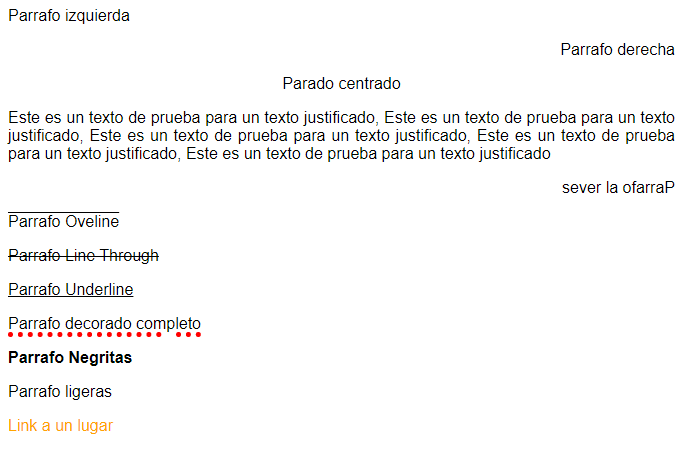 Parrafo izquierda
Parrafo derecha
Parado centrado
Este es un texto de prueba para un texto justificado, Este es un texto de prueba para un texto
justificado, Este es un texto de prueba para un texto justificado, Este es un texto de prueba
para un texto justificado, Este es un texto de prueba para un texto justificado
sever la ofarraP
Parrafo Oveline
Parrafo Line Through
Parrafo Underline
Parrafo decorado completo
Parrafo Negritas
Parrafo ligeras
Link a un lugar